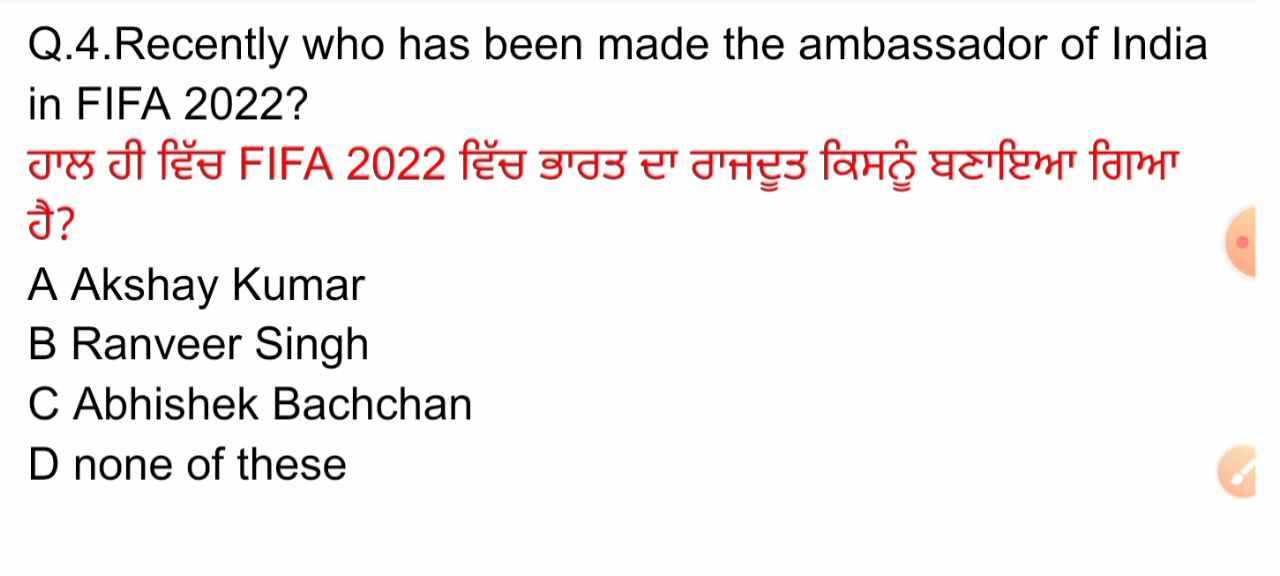 Q.4.Recently who has been made the ambassador of India
in FIFA 2022?
ਹਾਲ ਹੀ ਵਿੱਚ FIFA 2022 ਵਿੱਚ ਭਾਰਤ ਦਾ ਰਾਜਦੂਤ ਕਿਸਨੂੰ ਬਣਾਇਆ ਗਿਆ
ਹੈ?
A Akshay Kumar
B Ranveer Singh
C Abhishek Bachchan
D none of these